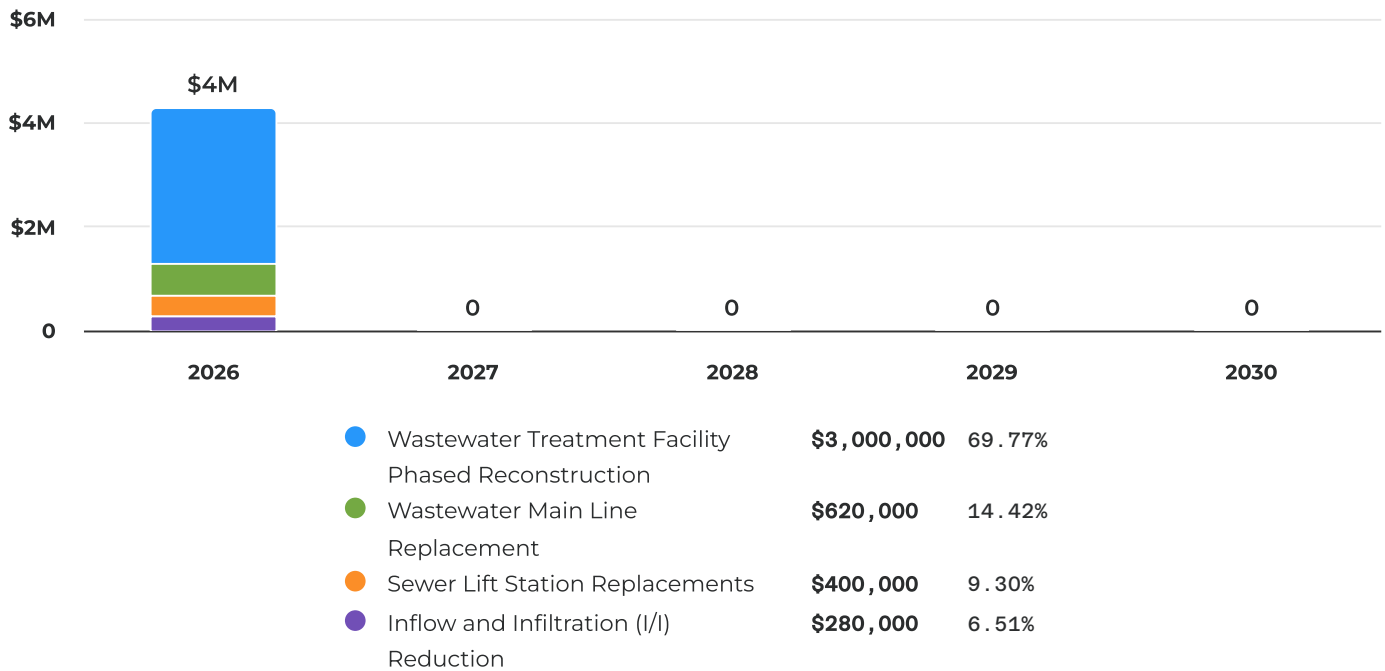 $6M
$4M
$4M
$2M
0 0 0 0
0
2026 2027 2028 2029 2030
Wastewater Treatment Facility $3,000,000 69.77%
Phased Reconstruction
Wastewater Main Line $620,000 14.42%
Replacement
Sewer Lift Station Replacements $400,000 9.30%
Inflow and Infiltration (I/I) $280,000 6.51%
Reduction